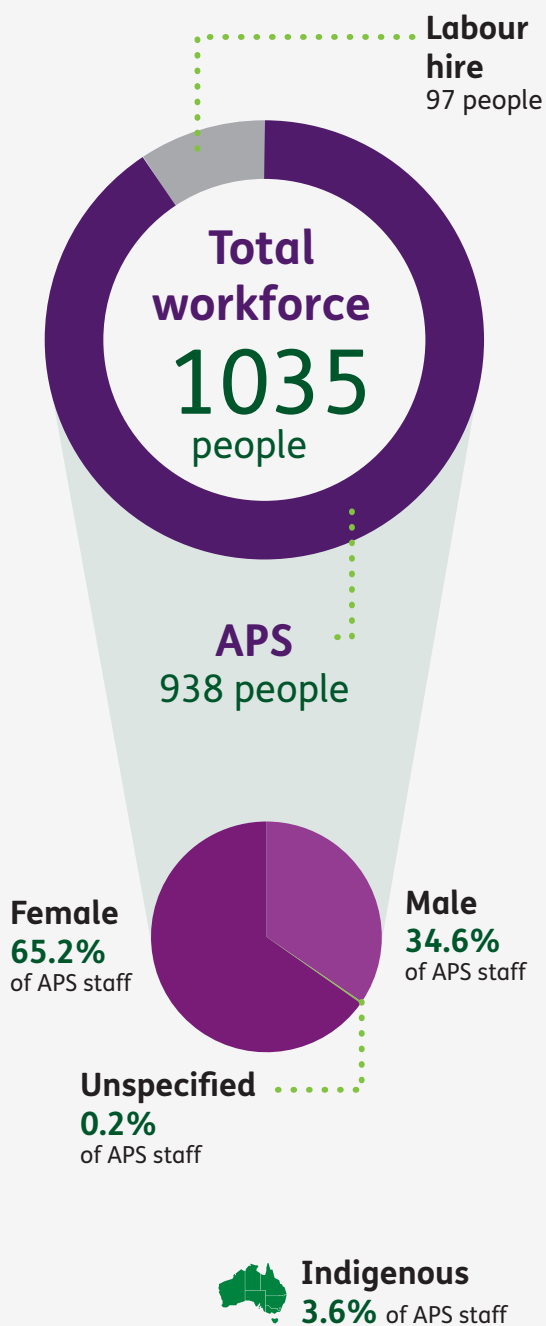 Labour
hire
97 people
Total
workforce
1035
people
APS
938 people
Female
65.2%
of APS staff
Male
34.6%
of APS staff
Unspecified
0.2%
of APS staff
Indigenous
3.6% of APS staff